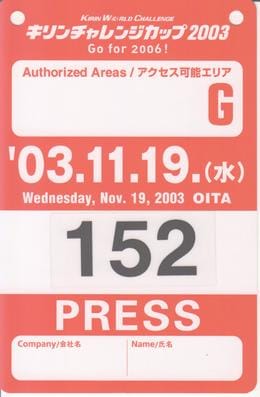 KIRIN WORLD CHALLENGE
キリンチャレンジカップ2003
Go for 2006!
Authorized Areas / アクセス可能エリア
G
'03.11.19.(水)
Wednesday, Nov. 19, 2003 OITA
152
PRESS
Company/会社名
Name/氏名